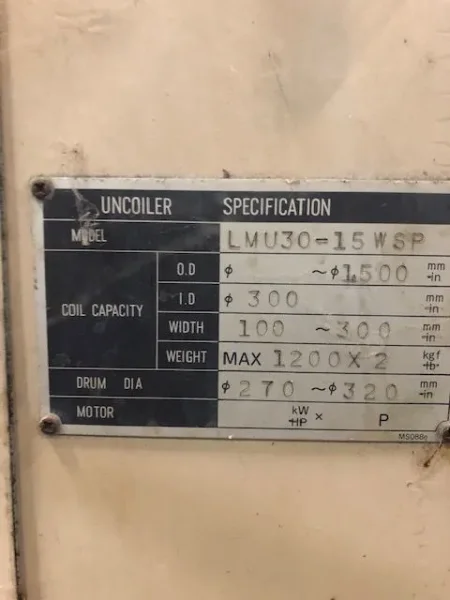 UNCOILER SPECIFICATION
MODEL LMU30-15WSP
COIL CAPACITY
O.D φ ~φ1500 mm in
I.D φ 300 mm in
WIDTH 100 ~300 mm in
WEIGHT MAX 1200X2 kgf lb
DRUM DIA φ270 ~φ320 mm in
MOTOR kW HP × P
MS088e